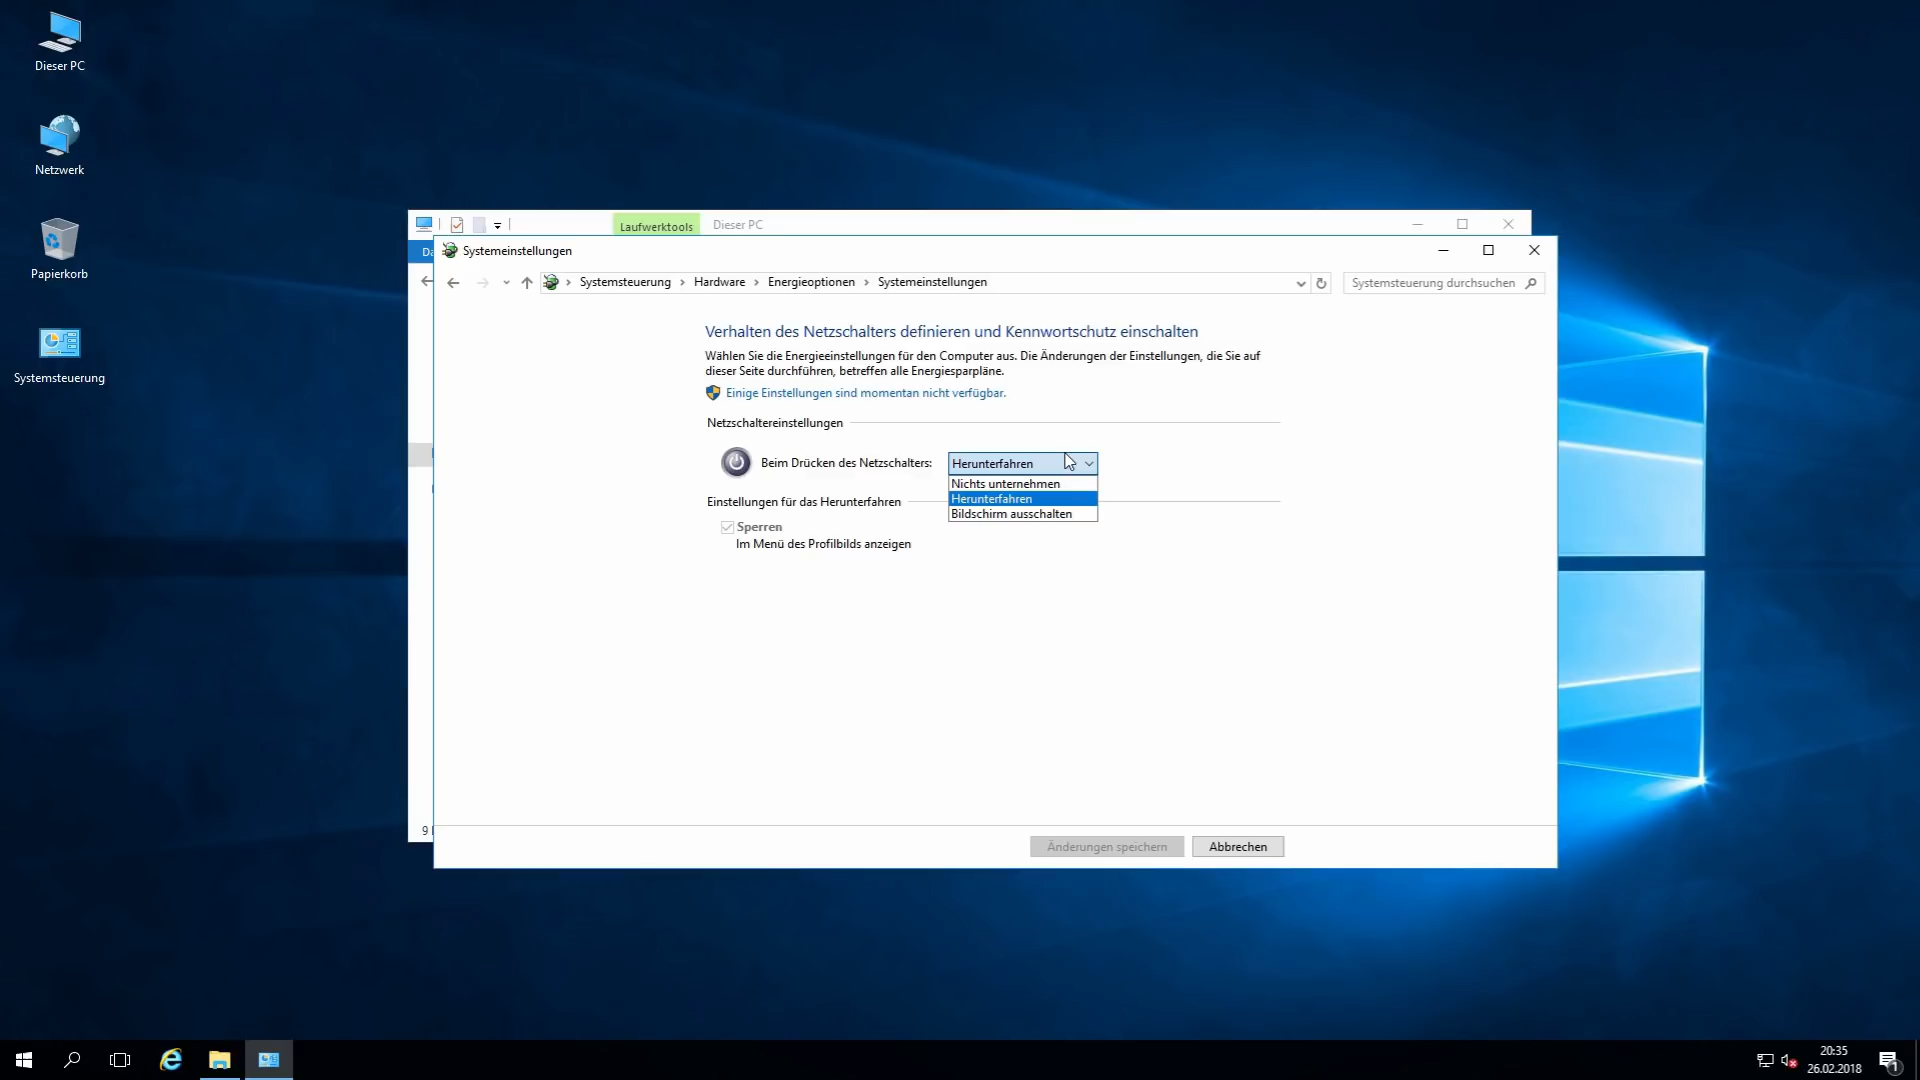 Dieser PC
Netzwerk
Papierkorb
Systemsteuerung
Laufwerktools
Dieser PC
Da
Systemeinstellungen
Systemsteuerung > Hardware > Energieoptionen > Systemeinstellungen
Systemsteuerung durchsuchen
Verhalten des Netzschalters definieren und Kennwortschutz einschalten
Wählen Sie die Energieeinstellungen für den Computer aus. Die Änderungen der Einstellungen, die Sie auf
dieser Seite durchführen, betreffen alle Energiesparpläne.
Einige Einstellungen sind momentan nicht verfügbar.
Netzschaltereinstellungen
Beim Drücken des Netzschalters:
Herunterfahren
Nichts unternehmen
Herunterfahren
Bildschirm ausschalten
Einstellungen für das Herunterfahren
Sperren
Im Menü des Profilbilds anzeigen
9
Änderungen speichern
Abbrechen
20:35
26.02.2018
1